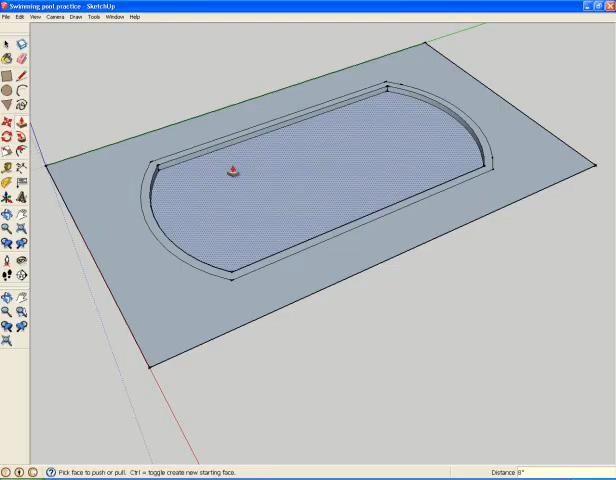 Swimming pool practice - SketchUp
File Edit View Camera Draw Tools Window Help
Pick face to push or pull. Ctrl = toggle create new starting face.
Distance 8"